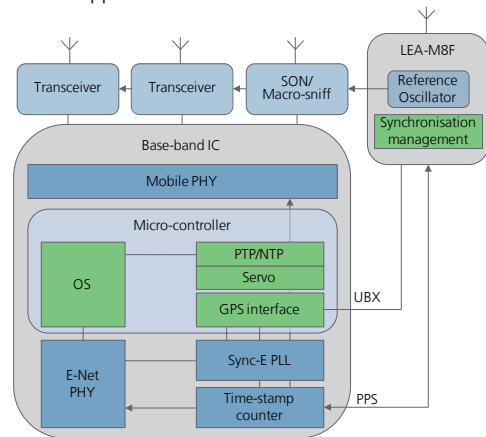 LEA-M8F
Transceiver
Transceiver
SON/
Macro-sniff
Reference
Oscillator
Synchronisation
management
Base-band IC
Mobile PHY
Micro-controller
OS
PTP/NTP
Servo
GPS interface
UBX
E-Net
PHY
Sync-E PLL
Time-stamp
counter
PPS